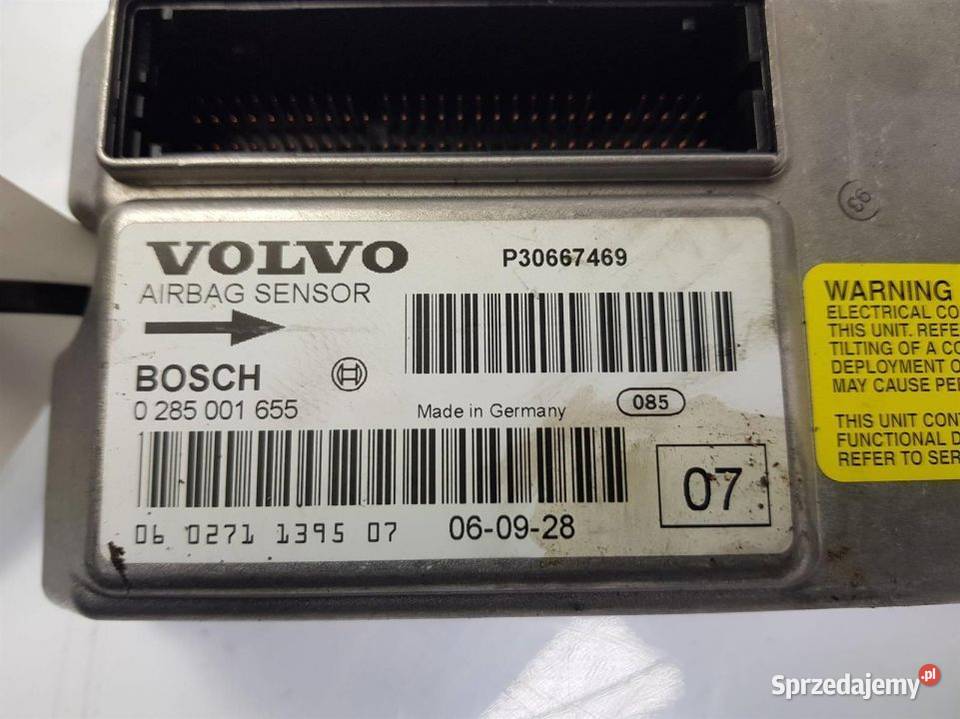 VOLVO
P30667469
AIRBAG SENSOR
BOSCH
0 285 001 655
Made in Germany
085
07
06 0271 1395 07
06-09-28
93
WARNING
ELECTRICAL CO
THIS UNIT. REFE
TILTING OF A CO
DEPLOYMENT O
MAY CAUSE PE
THIS UNIT CONT
FUNCTIONAL D
REFER TO SER
Sprzedajemy.pl